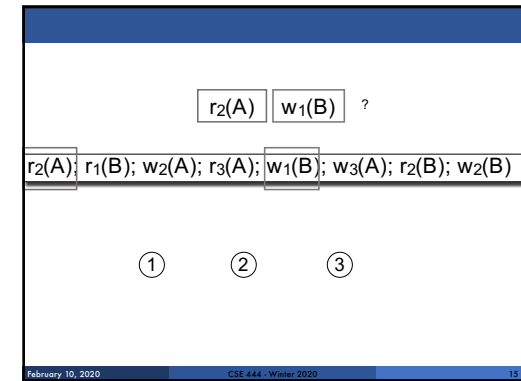 r₂(A) w₁(B) ?
r₂(A); r₁(B); w₂(A); r₃(A); w₁(B); w₃(A); r₂(B); w₂(B)
1 2 3
February 10, 2020 CSE 444 - Winter 2020 15